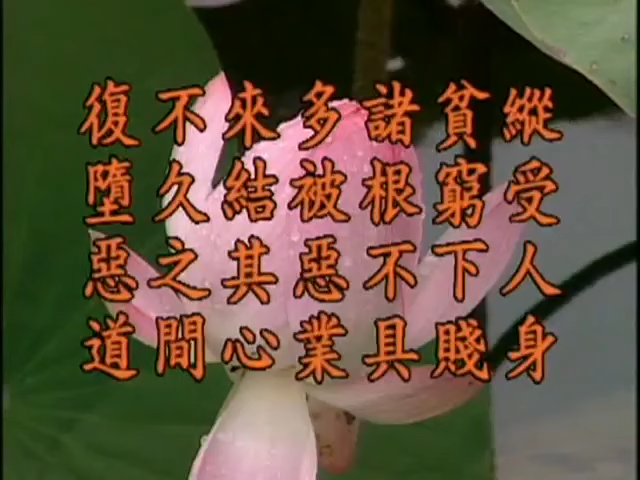 縱受人身
貧窮下賤
諸根不具
多被惡業
來結其心
不久之間
復墮惡道